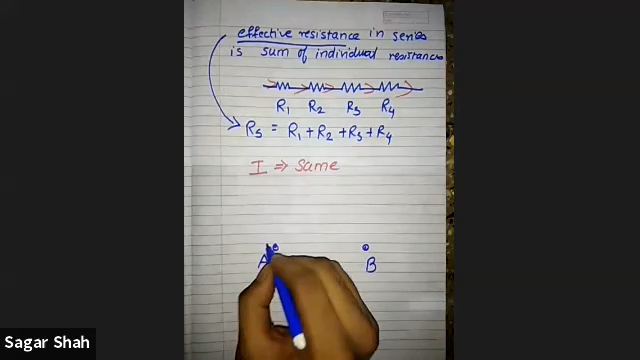 effective resistance in series
is sum of individual resistances
R1 R2 R3 R4
RS = R1 + R2 + R3 + R4
I ⇒ same
A B
Sagar Shah